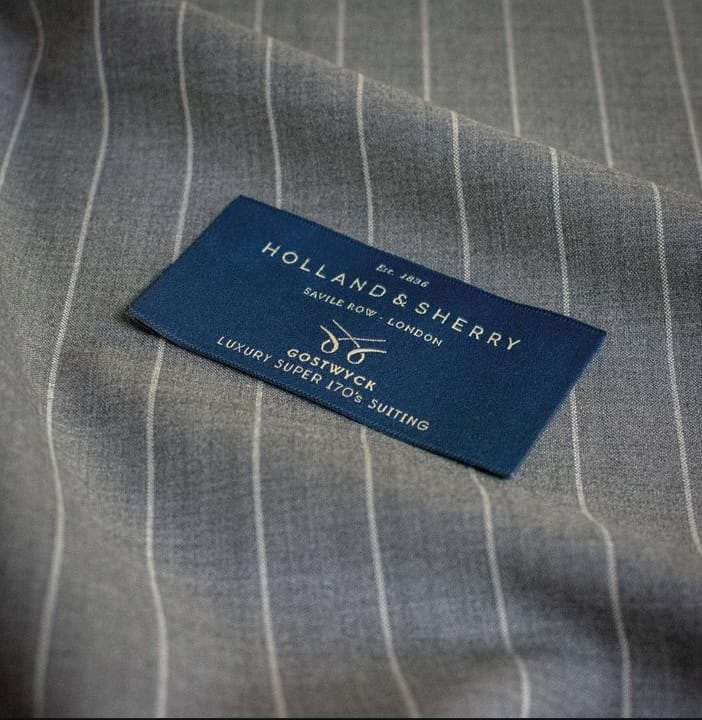 Est. 1836
HOLLAND & SHERRY
SAVILE ROW . LONDON
GOSTWYCK
LUXURY SUPER 170's SUITING